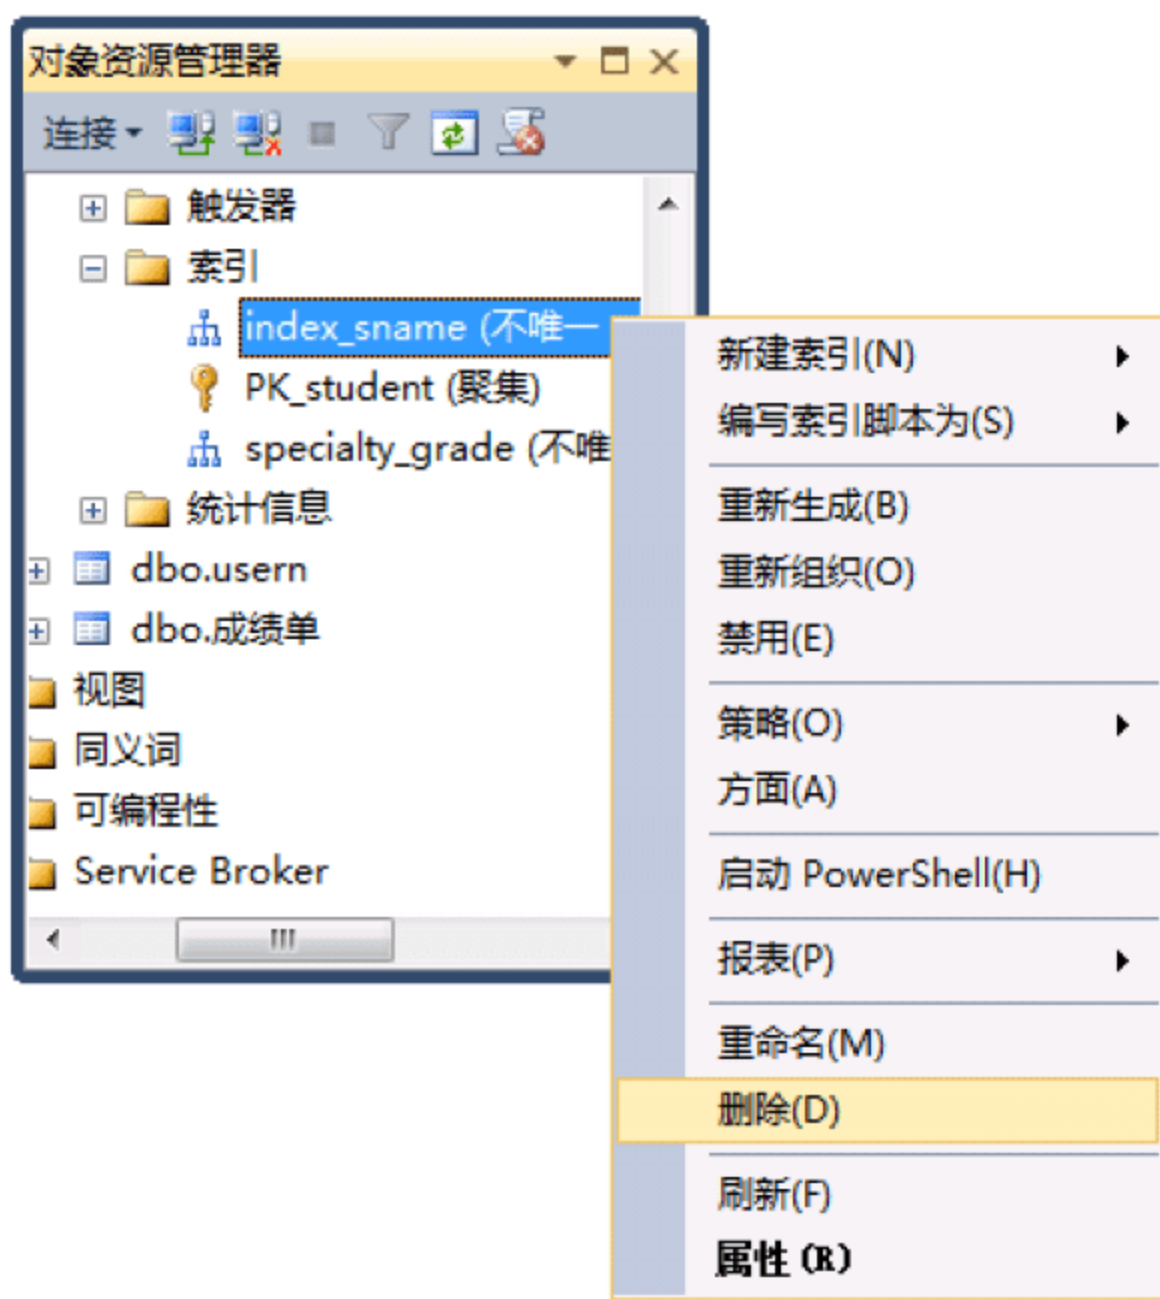 对象资源管理器
连接
触发器
索引
index_sname (不唯一
PK_student (聚集)
specialty_grade (不唯
统计信息
dbo.usern
dbo.成绩单
视图
同义词
可编程性
Service Broker
新建索引(N)
编写索引脚本为(S)
重新生成(B)
重新组织(O)
禁用(E)
策略(O)
方面(A)
启动 PowerShell(H)
报表(P)
重命名(M)
删除(D)
刷新(F)
属性(R)